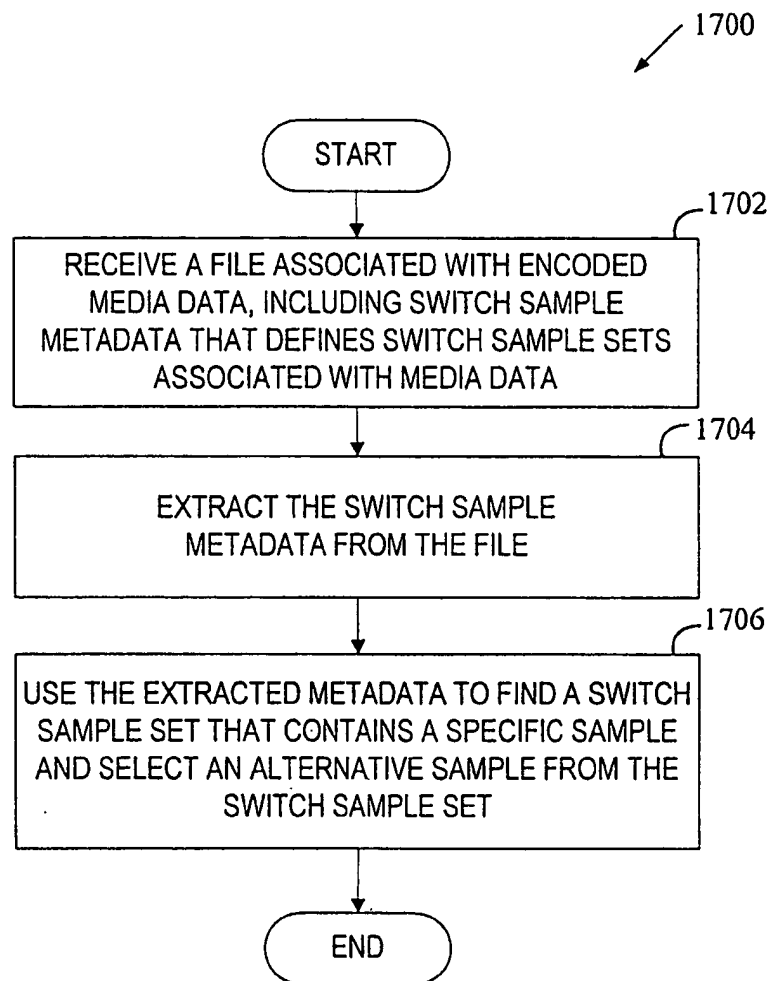 1700
START
1702
RECEIVE A FILE ASSOCIATED WITH ENCODED
MEDIA DATA, INCLUDING SWITCH SAMPLE
METADATA THAT DEFINES SWITCH SAMPLE SETS
ASSOCIATED WITH MEDIA DATA
1704
EXTRACT THE SWITCH SAMPLE
METADATA FROM THE FILE
1706
USE THE EXTRACTED METADATA TO FIND A SWITCH
SAMPLE SET THAT CONTAINS A SPECIFIC SAMPLE
AND SELECT AN ALTERNATIVE SAMPLE FROM THE
SWITCH SAMPLE SET
END